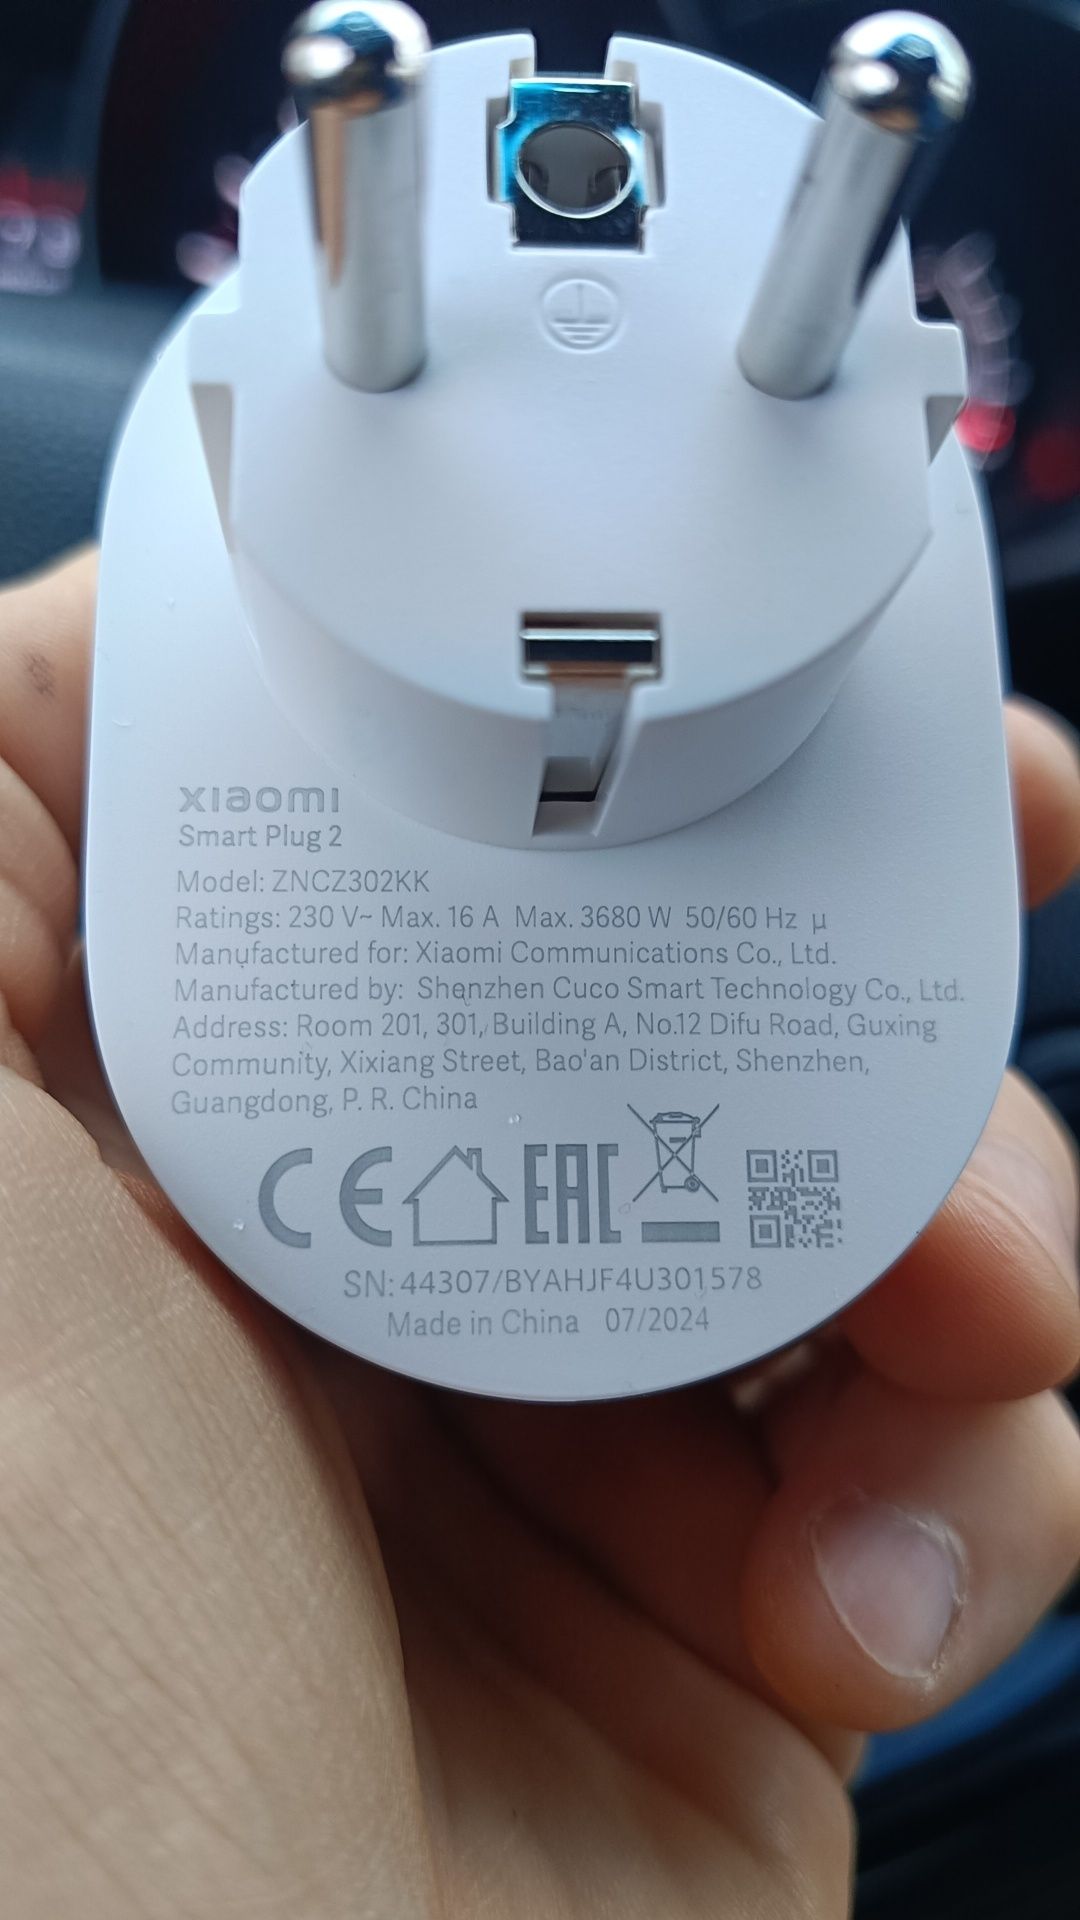 xiaomi
Smart Plug 2
Model: ZNCZ302KK
Ratings: 230 V~ Max. 16 A Max. 3680 W 50/60 Hz µ
Manufactured for: Xiaomi Communications Co., Ltd.
Manufactured by: Shenzhen Cuco Smart Technology Co., Ltd.
Address: Room 201, 301, Building A, No.12 Difu Road, Guxing
Community, Xixiang Street, Bao'an District, Shenzhen,
Guangdong, P. R. China
CE EAC
SN: 44307/BYAHJF4U301578
Made in China 07/2024